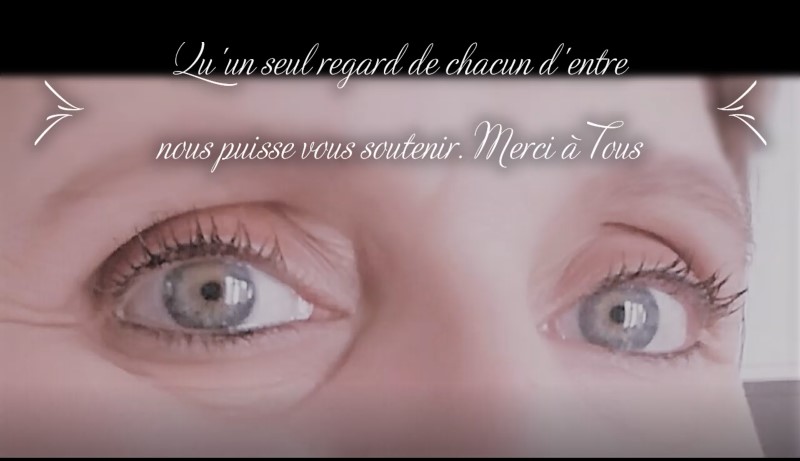 Qu'un seul regard de chacun d'entre
nous puisse vous soutenir. Merci à Tous